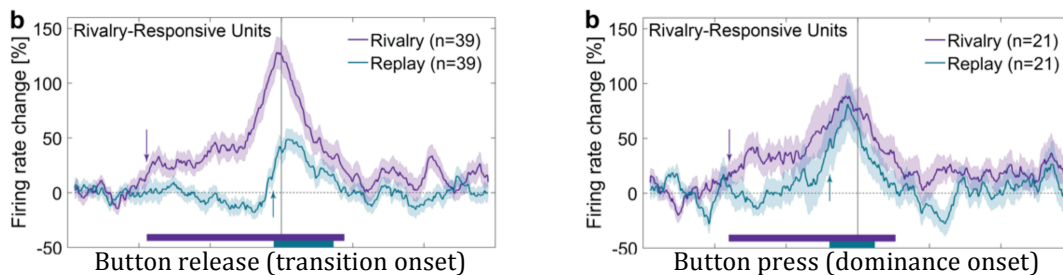 b
Rivalry-Responsive Units
Rivalry (n=39)
Replay (n=39)
Firing rate change [%]
150
100
50
0
-50
Button release (transition onset)
b
Rivalry-Responsive Units
Rivalry (n=21)
Replay (n=21)
Firing rate change [%]
150
100
50
0
-50
Button press (dominance onset)